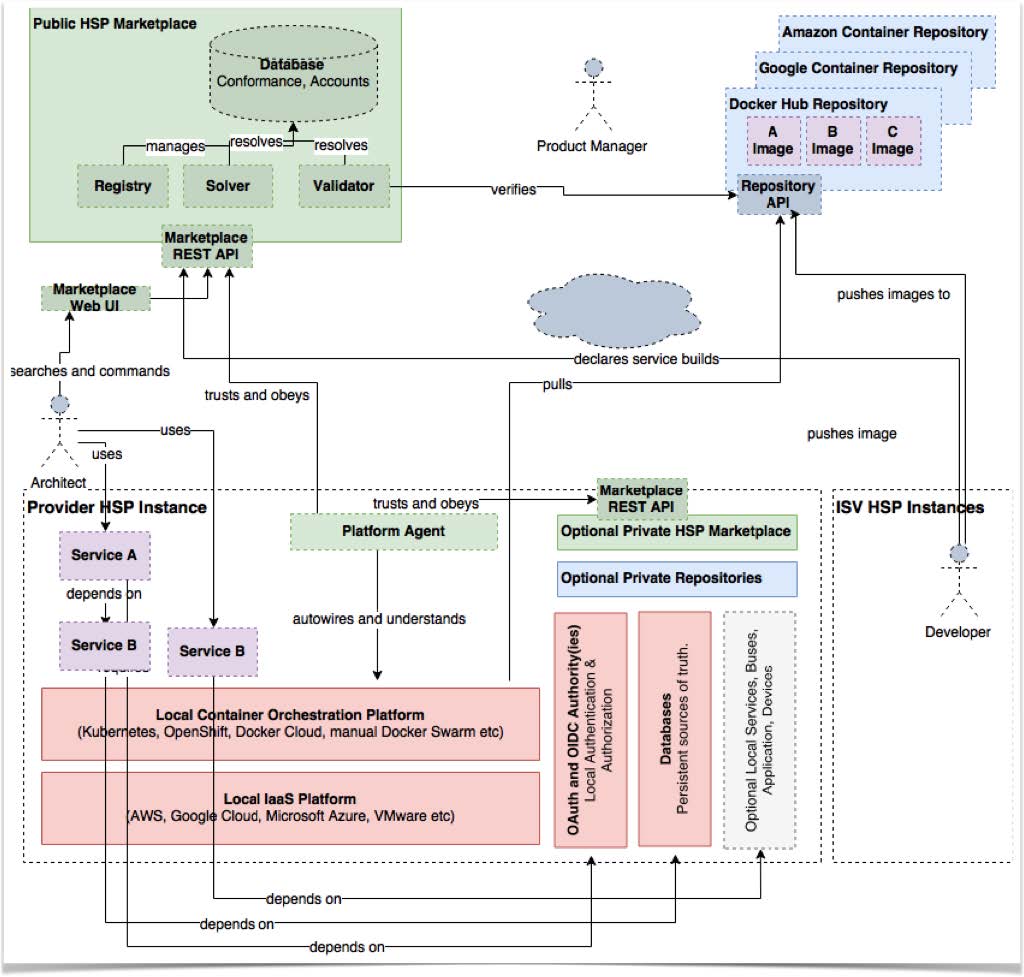 Public HSP Marketplace
Database
Conformance, Accounts
manages
resolves
resolves
Registry
Solver
Validator
Marketplace
REST API
Marketplace
Web UI
Product Manager
Amazon Container Repository
Google Container Repository
Docker Hub Repository
A
Image
B
Image
C
Image
Repository
API
verifies
pushes images to
declares service builds
pulls
searches and commands
trusts and obeys
pushes image
uses
uses
Architect
Provider HSP Instance
trusts and obeys
Marketplace
REST API
ISV HSP Instances
Platform Agent
Optional Private HSP Marketplace
Optional Private Repositories
Service A
depends on
Service B
Service B
autowires and understands
Developer
Local Container Orchestration Platform
(Kubernetes, OpenShift, Docker Cloud, manual Docker Swarm etc)
Local IaaS Platform
(AWS, Google Cloud, Microsoft Azure, VMware etc)
OAuth and OIDC Authority(ies)
Local Authentication &
Authorization
Databases
Persistent sources of truth.
Optional Local Services, Buses,
Application, Devices
depends on
depends on
depends on